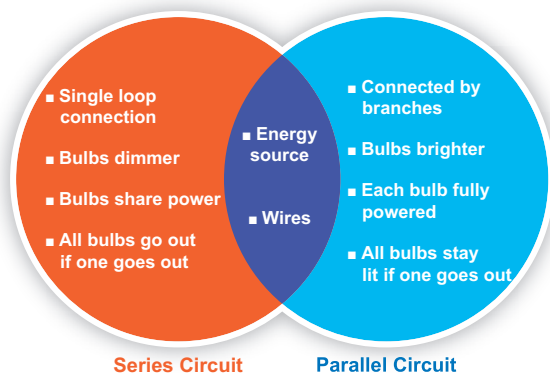 ■ Single loop
connection
■ Bulbs dimmer
■ Bulbs share power
■ All bulbs go out
if one goes out
■ Energy
source
■ Wires
■ Connected by
branches
■ Bulbs brighter
■ Each bulb fully
powered
■ All bulbs stay
lit if one goes out
Series Circuit
Parallel Circuit